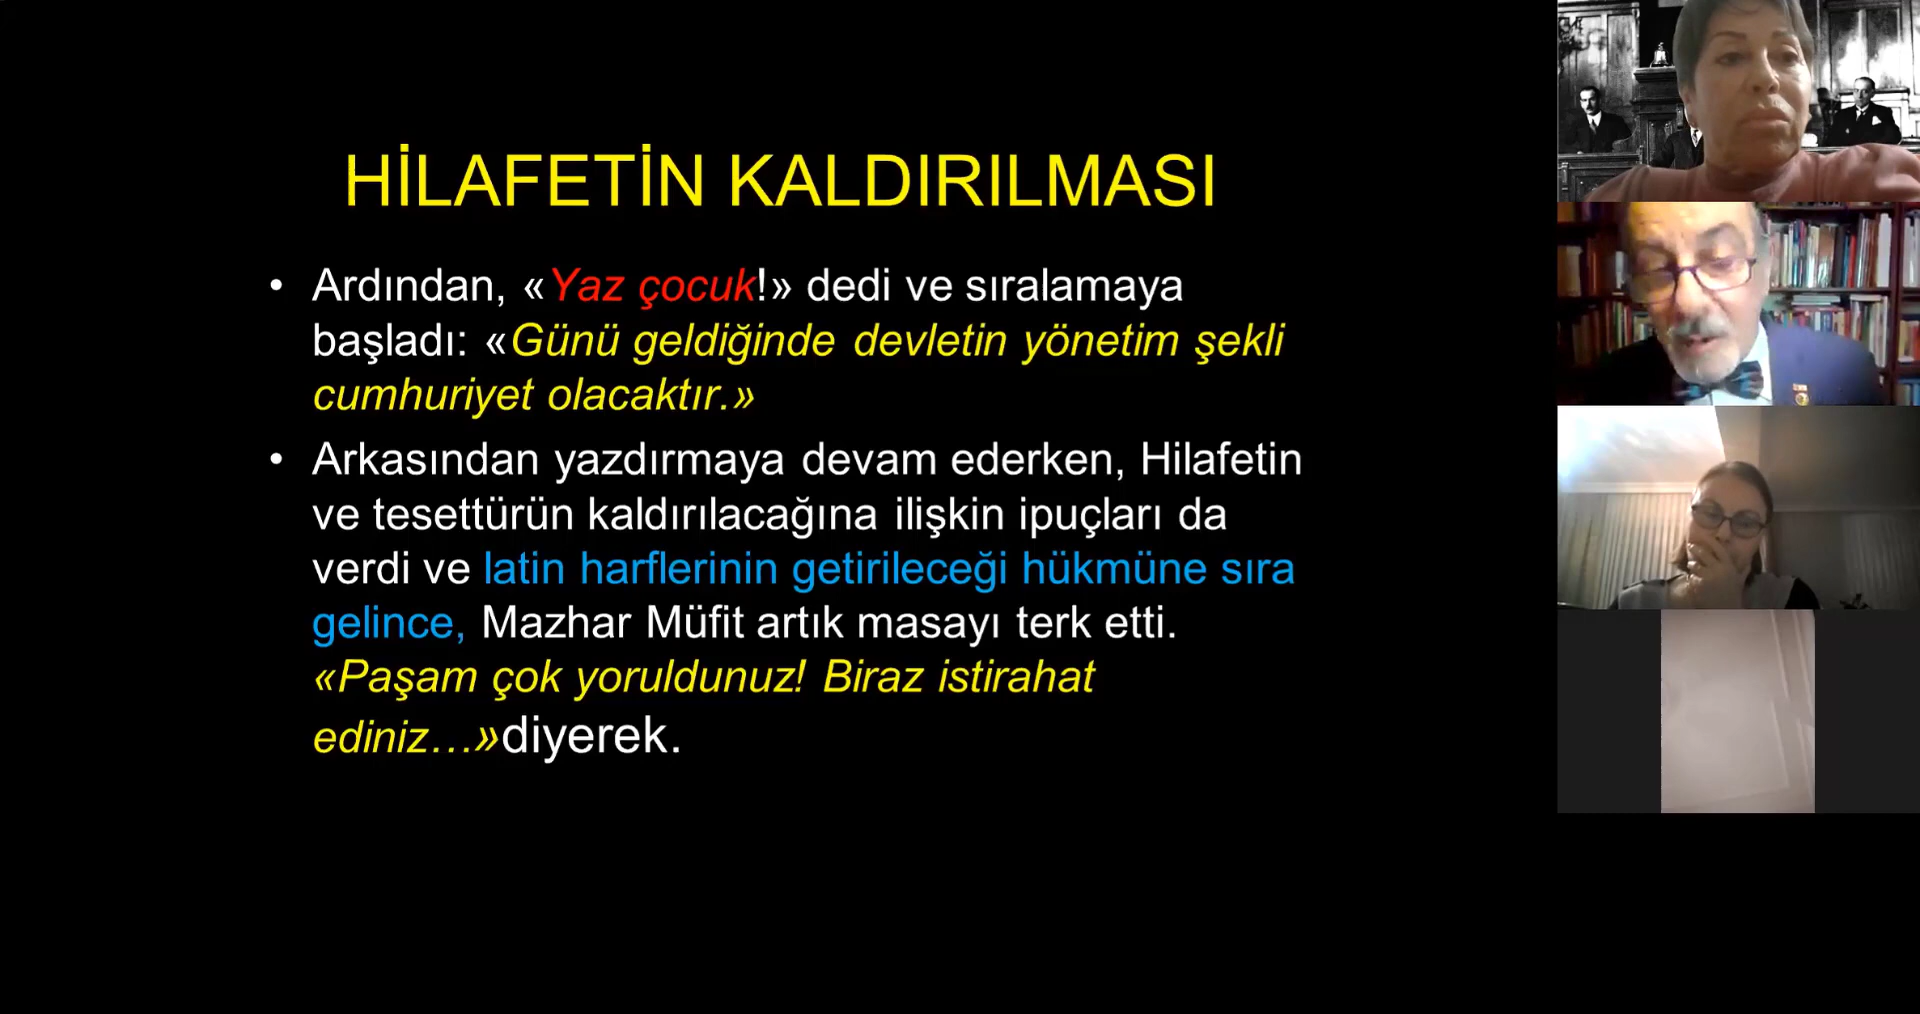 HİLAFETİN KALDIRILMASI
• Ardından, «Yaz çocuk!» dedi ve sıralamaya
başladı: «Günü geldiğinde devletin yönetim şekli
cumhuriyet olacaktır.»
• Arkasından yazdırmaya devam ederken, Hilafetin
ve tesettürün kaldırılacağına ilişkin ipuçları da
verdi ve latin harflerinin getirileceği hükmüne sıra
gelince, Mazhar Müfit artık masayı terk etti.
«Paşam çok yoruldunuz! Biraz istirahat
ediniz…»diyerek.